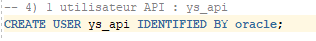 -- 4) 1 utilisateur API : ys_api
CREATE USER ys_api IDENTIFIED BY oracle;